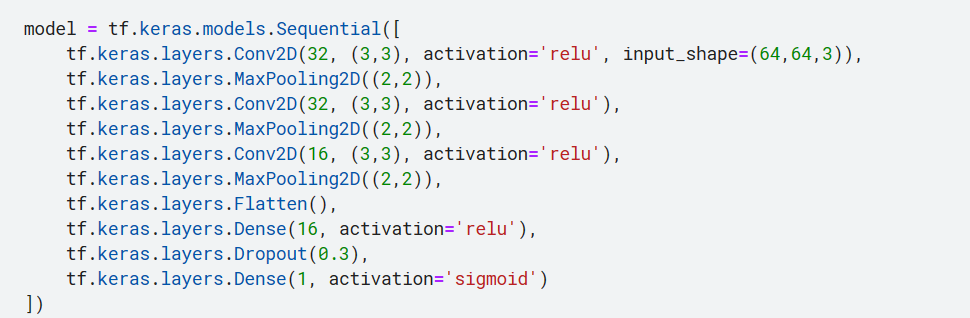 model = tf.keras.models.Sequential([
    tf.keras.layers.Conv2D(32, (3,3), activation='relu', input_shape=(64,64,3)),
    tf.keras.layers.MaxPooling2D((2,2)),
    tf.keras.layers.Conv2D(32, (3,3), activation='relu'),
    tf.keras.layers.MaxPooling2D((2,2)),
    tf.keras.layers.Conv2D(16, (3,3), activation='relu'),
    tf.keras.layers.MaxPooling2D((2,2)),
    tf.keras.layers.Flatten(),
    tf.keras.layers.Dense(16, activation='relu'),
    tf.keras.layers.Dropout(0.3),
    tf.keras.layers.Dense(1, activation='sigmoid')
])